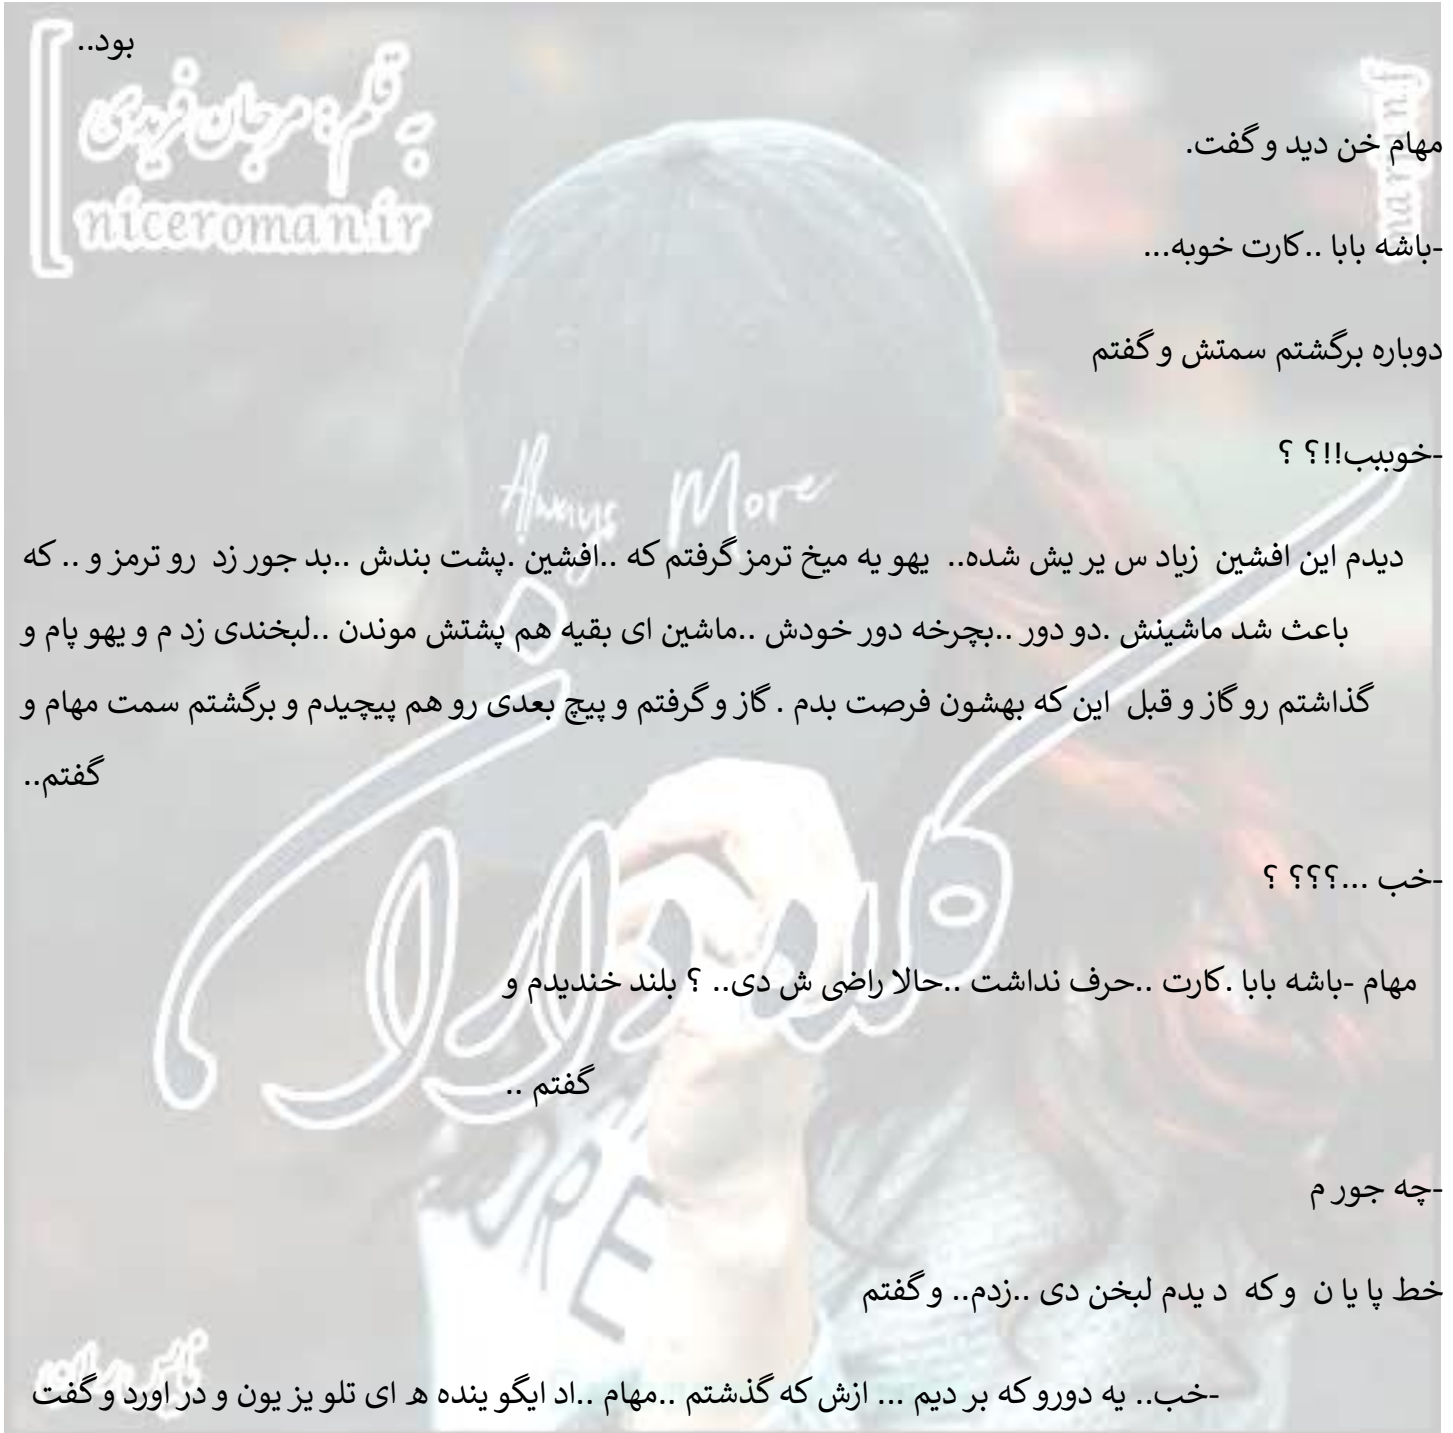 بود..
به قلم: مرجان فریدی
niceroman.ir
marjan.f
مهام خن دید و گفت.
-باشه بابا ..کارت خوبه...
دوباره برگشتم سمتش و گفتم
-خوببب!!؟ ؟
Always More
دیدم این افشین زیاد س یر یش شده.. یهو یه میخ ترمز گرفتم که ..افشین .پشت بندش ..بد جور زد رو ترمز و .. که
باعث شد ماشینش .دو دور ..بچرخه دور خودش ..ماشین ای بقیه هم پشتش موندن ..لبخندی زد م و یهو پام و
گذاشتم رو گاز و قبل این که بهشون فرصت بدم . گاز و گرفتم و پیچ بعدی رو هم پیچیدم و برگشتم سمت مهام و
گفتم..
-خب ...؟؟؟ ؟
مهام -باشه بابا .کارت ..حرف نداشت ..حالا راضی ش دی.. ؟ بلند خندیدم و
گفتم ..
-چه جور م
خط پا یا ن و که د یدم لبخن دی ..زدم.. و گفتم
-خب.. یه دورو که بر دیم ... ازش که گذشتم ..مهام ..اد ایگو ینده ه ای تلو یز یون و در اورد و گفت